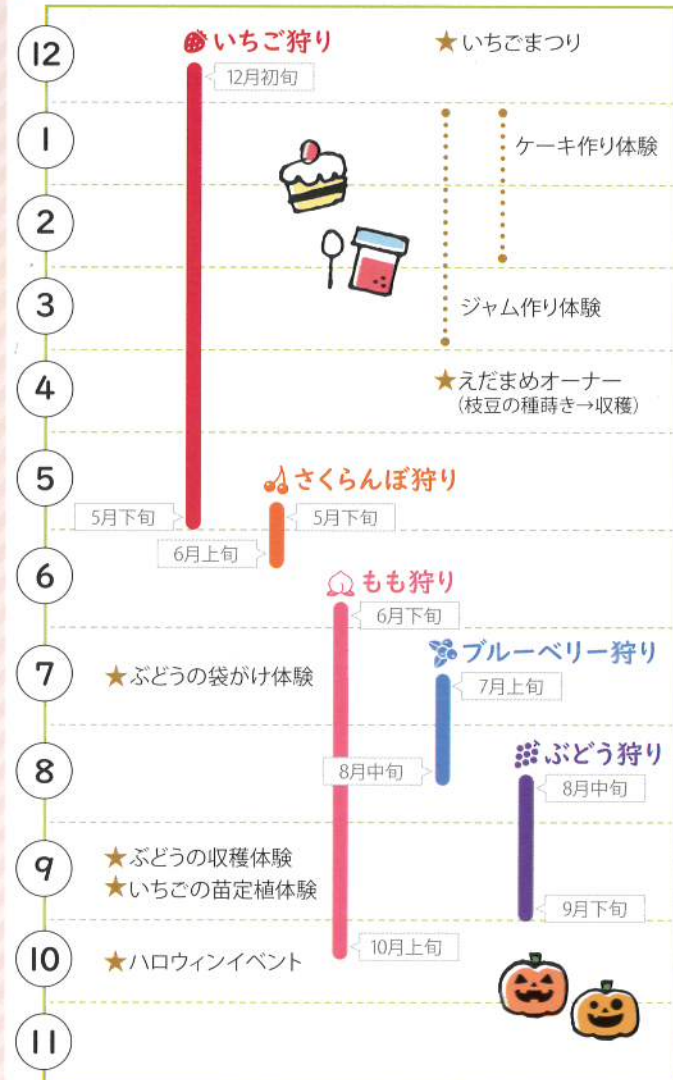 12
いちご狩り
★いちごまつり
12月初旬
1
ケーキ作り体験
2
3
ジャム作り体験
4
★えだまめオーナー
(枝豆の種蒔き→収穫)
5
さくらんぼ狩り
5月下旬
5月下旬
6月上旬
6
もも狩り
6月下旬
7
★ぶどうの袋がけ体験
ブルーベリー狩り
7月上旬
8
8月中旬
ぶどう狩り
8月中旬
9
★ぶどうの収穫体験
★いちごの苗定植体験
9月下旬
10
★ハロウィンイベント
10月上旬
11